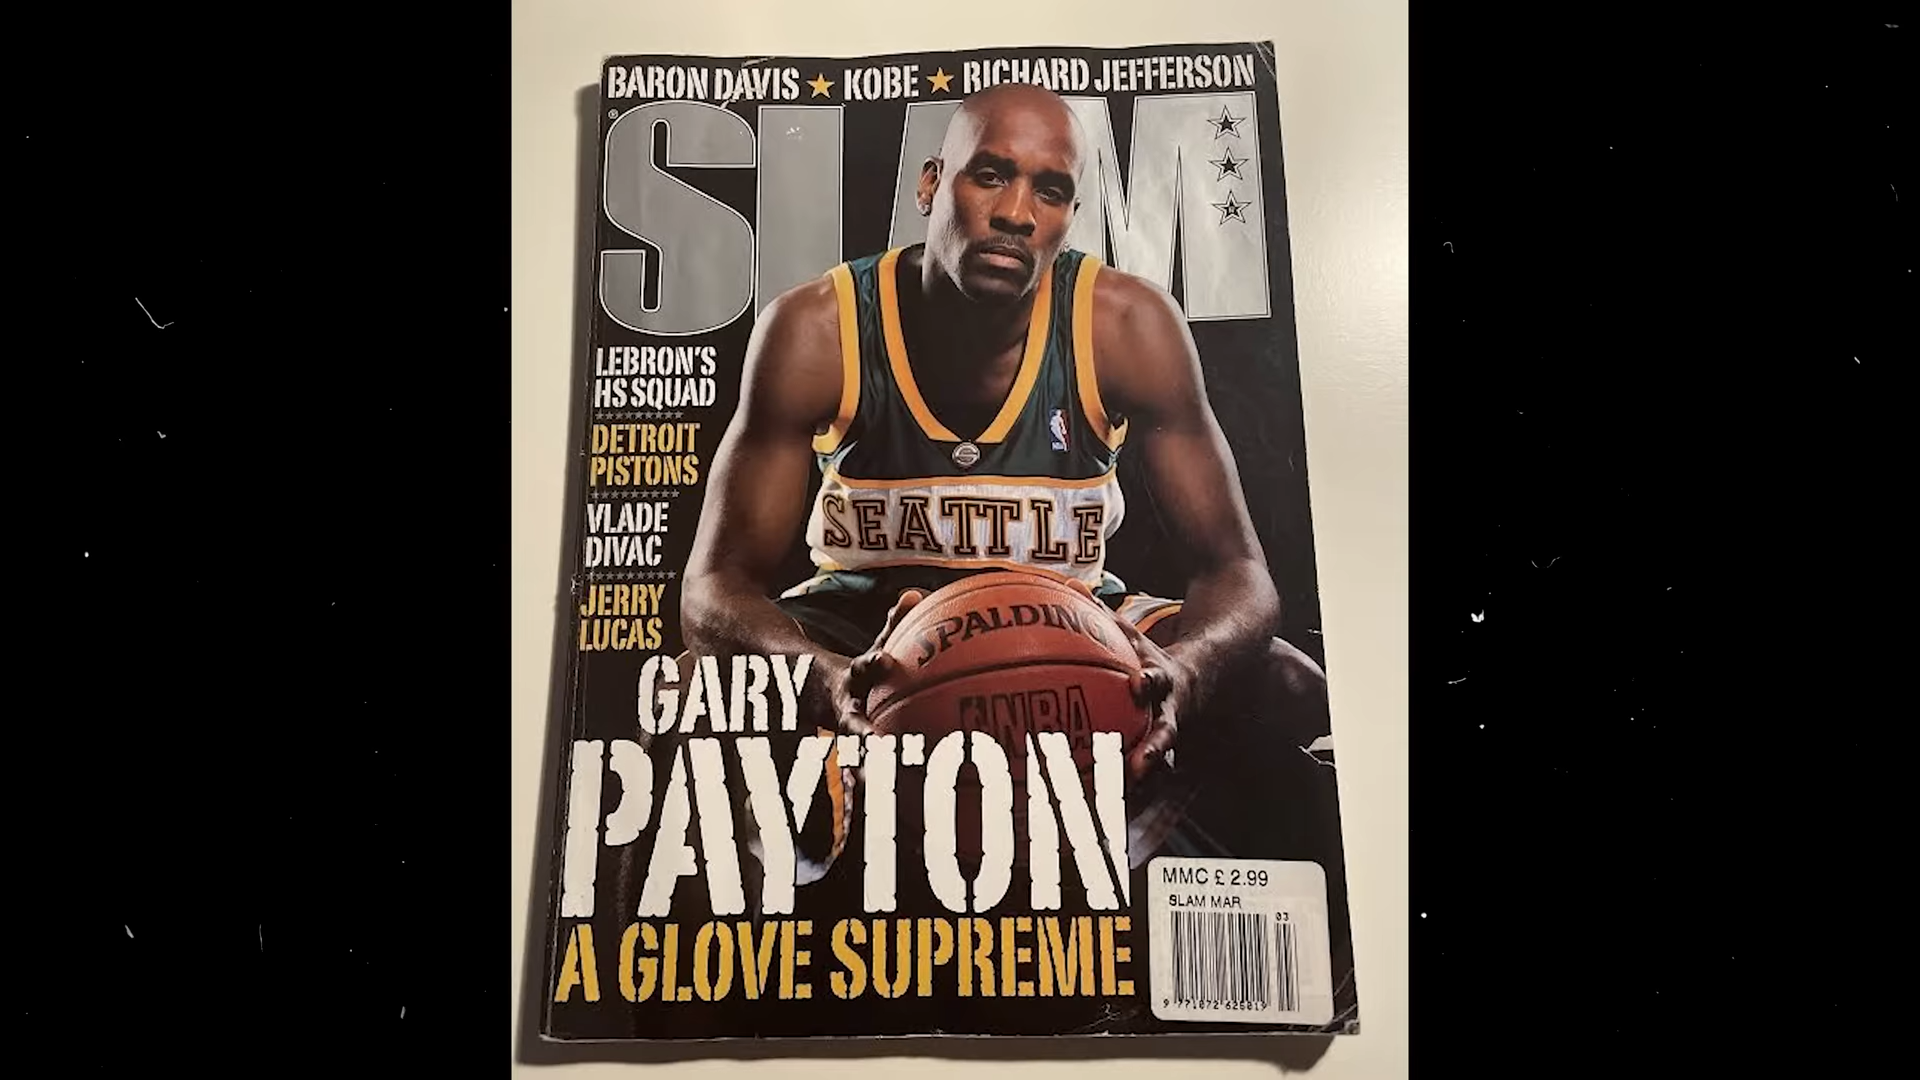 BARON DAVIS ★ KOBE ★ RICHARD JEFFERSON
SLAM
LEBRON'S
HS SQUAD
DETROIT
PISTONS
VLADE
DIVAC
JERRY
LUCAS
SEATTLE
SPALDING
NBA
GARY
PAYTON
A GLOVE SUPREME
MMC £ 2.99
SLAM MAR
03